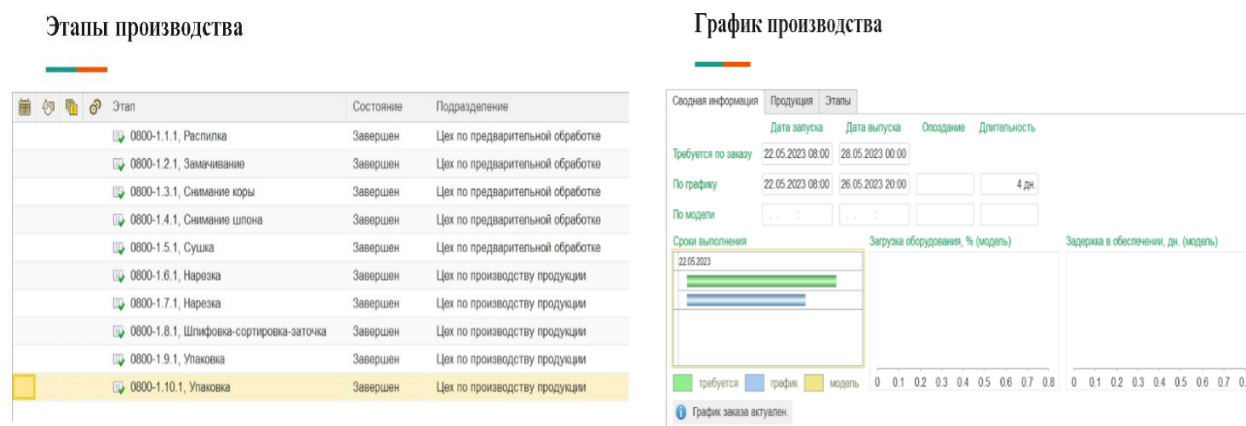 Этапы производства
Этап Состояние Подразделение
0800-1.1.1, Распилка Завершен Цех по предварительной обработке
0800-1.2.1, Замачивание Завершен Цех по предварительной обработке
0800-1.3.1, Снимание коры Завершен Цех по предварительной обработке
0800-1.4.1, Снимание шпона Завершен Цех по предварительной обработке
0800-1.5.1, Сушка Завершен Цех по предварительной обработке
0800-1.6.1, Нарезка Завершен Цех по производству продукции
0800-1.7.1, Нарезка Завершен Цех по производству продукции
0800-1.8.1, Шлифовка-сортировка-заточка Завершен Цех по производству продукции
0800-1.9.1, Упаковка Завершен Цех по производству продукции
0800-1.10.1, Упаковка Завершен Цех по производству продукции
График производства
Сводная информация Продукция Этапы
Дата запуска Дата выпуска Опоздание Длительность
Требуется по заказу 22.05.2023 08:00 28.05.2023 00:00
По графику 22.05.2023 08:00 26.05.2023 20:00 4 дн.
По модели . . : . . :
Сроки выполнения Загрузка оборудования, % (модель) Задержка в обеспечении, дн. (модель)
22.05.2023
требуется график модель 0 0.1 0.2 0.3 0.4 0.5 0.6 0.7 0.8 0 0.1 0.2 0.3 0.4 0.5 0.6 0.7
График заказа актуален.